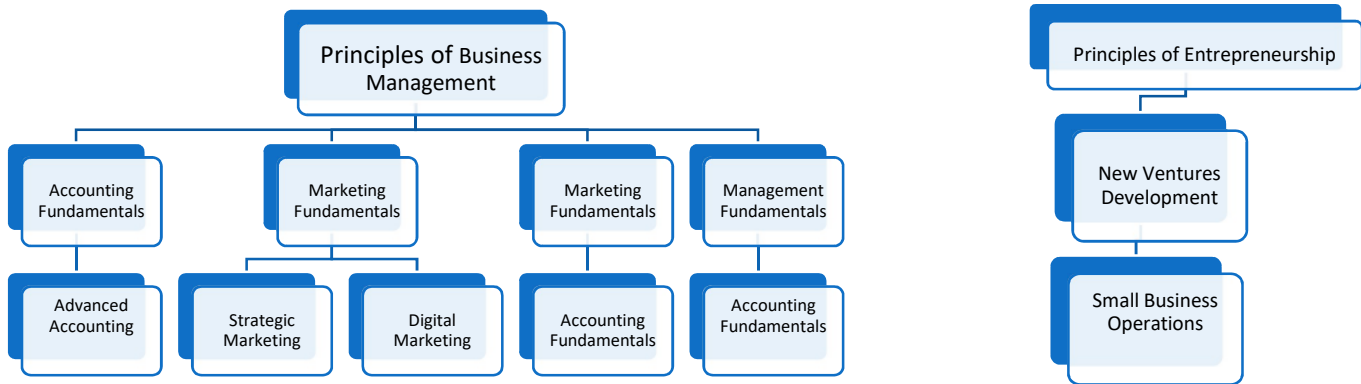 Principles of Business
Management
Principles of Entrepreneurship
Accounting
Fundamentals
Marketing
Fundamentals
Marketing
Fundamentals
Management
Fundamentals
New Ventures
Development
Advanced
Accounting
Strategic
Marketing
Digital
Marketing
Accounting
Fundamentals
Accounting
Fundamentals
Small Business
Operations